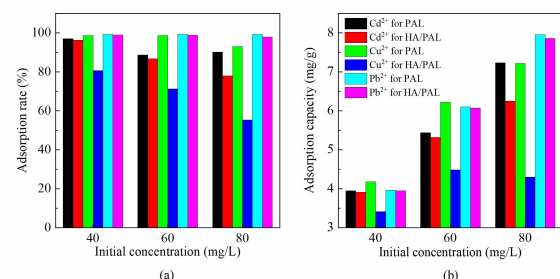 100
80
60
40
20
0
Adsorption rate (%)
40 60 80
Initial concentration (mg/L)
(a)
8
7
6
5
4
3
Adsorption capacity (mg/g)
Cd²⁺ for PAL
Cd²⁺ for HA/PAL
Cu²⁺ for PAL
Cu²⁺ for HA/PAL
Pb²⁺ for PAL
Pb²⁺ for HA/PAL
40 60 80
Initial concentration (mg/L)
(b)